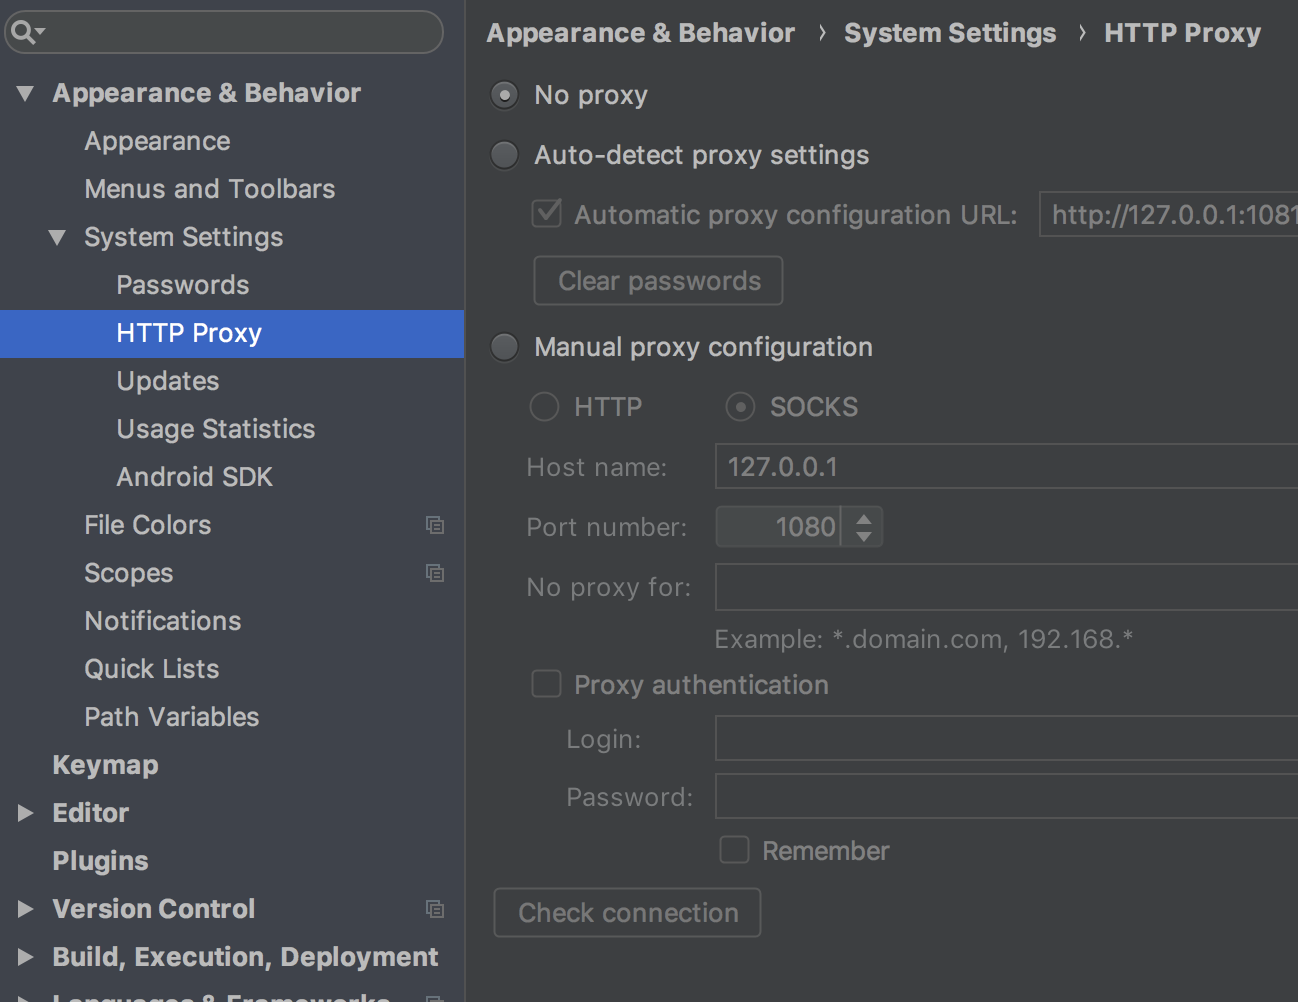 Appearance & Behavior
Appearance
Menus and Toolbars
System Settings
Passwords
HTTP Proxy
Updates
Usage Statistics
Android SDK
File Colors
Scopes
Notifications
Quick Lists
Path Variables
Keymap
Editor
Plugins
Version Control
Build, Execution, Deployment
Languages & Frameworks
Appearance & Behavior › System Settings › HTTP Proxy
No proxy
Auto-detect proxy settings
Automatic proxy configuration URL: http://127.0.0.1:1081
Clear passwords
Manual proxy configuration
HTTP SOCKS
Host name: 127.0.0.1
Port number: 1080
No proxy for:
Example: *.domain.com, 192.168.*
Proxy authentication
Login:
Password:
Remember
Check connection